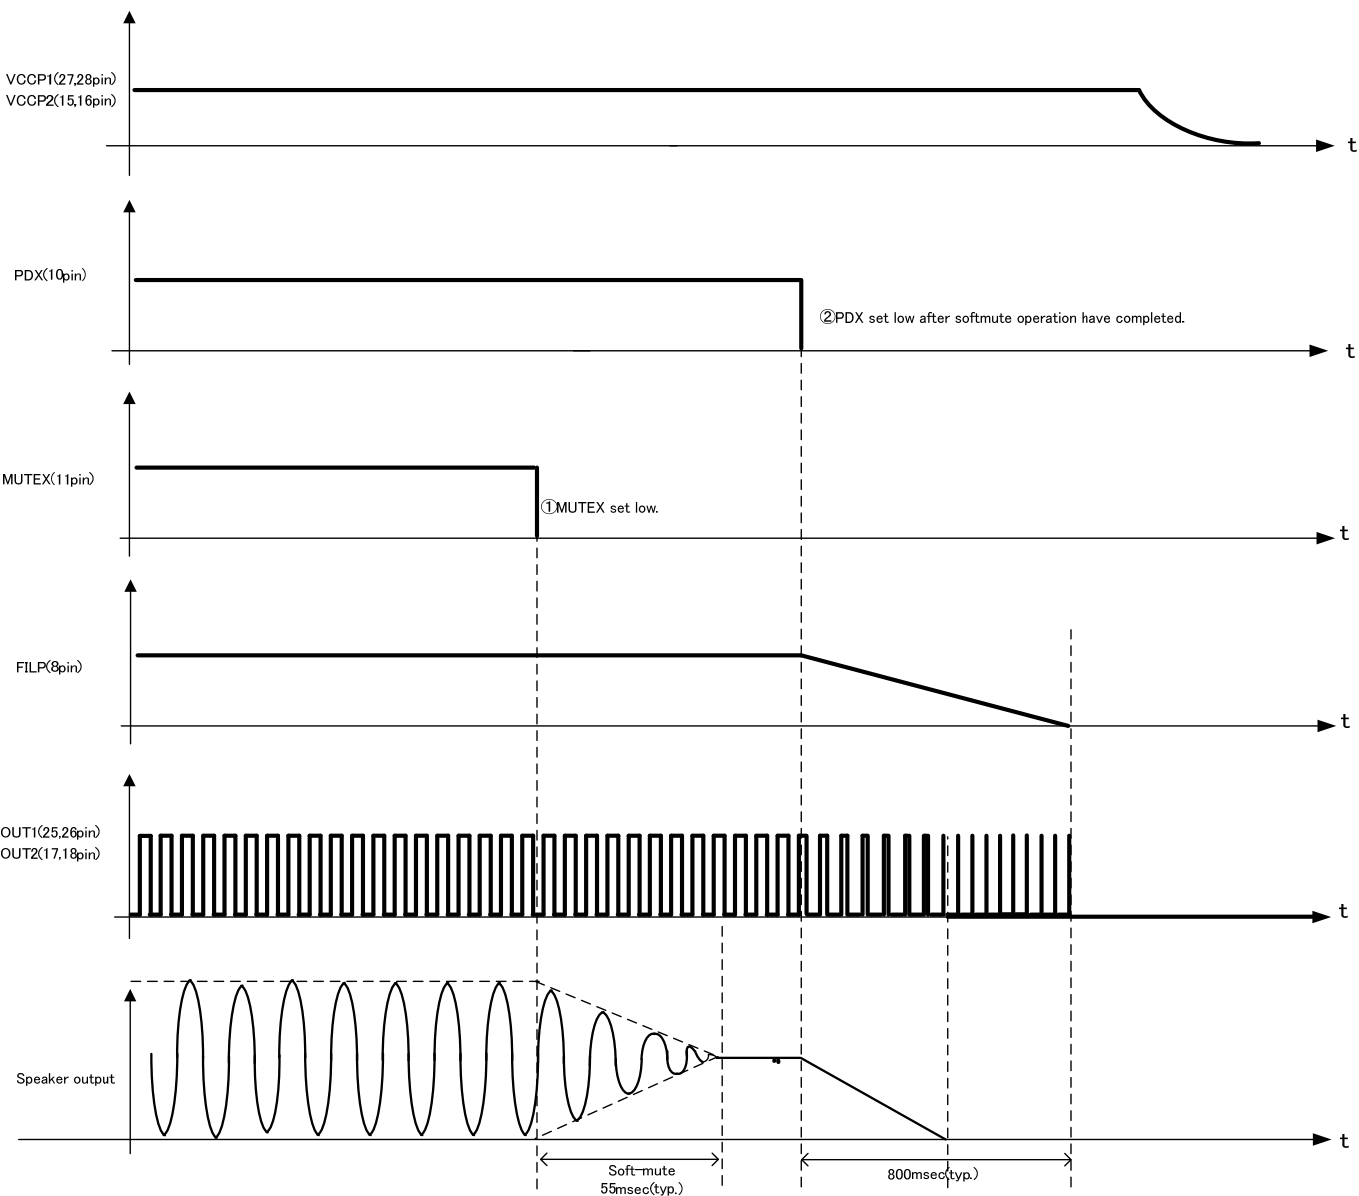 VCCP1(27,28pin)
VCCP2(15,16pin)
t
PDX(10pin)
②PDX set low after softmute operation have completed.
t
MUTEX(11pin)
①MUTEX set low.
t
FILP(8pin)
t
OUT1(25,26pin)
OUT2(17,18pin)
t
Speaker output
t
Soft-mute
55msec(typ.)
800msec(typ.)